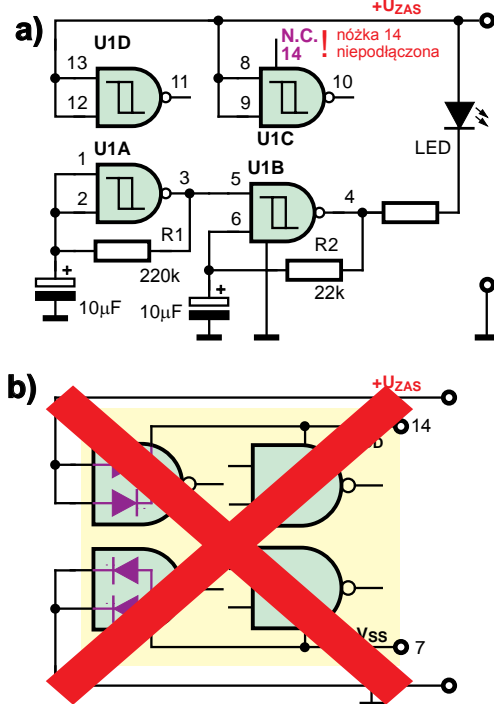 a)
+UZAS
U1D
N.C.
14
!
nóżka 14
niepodłączona
13
12
11
8
9
10
U1C
LED
U1A
1
2
3
R1
220k
+
10µF
U1B
5
6
4
R2
22k
+
10µF
b)
+UZAS
14
D
VSS
7